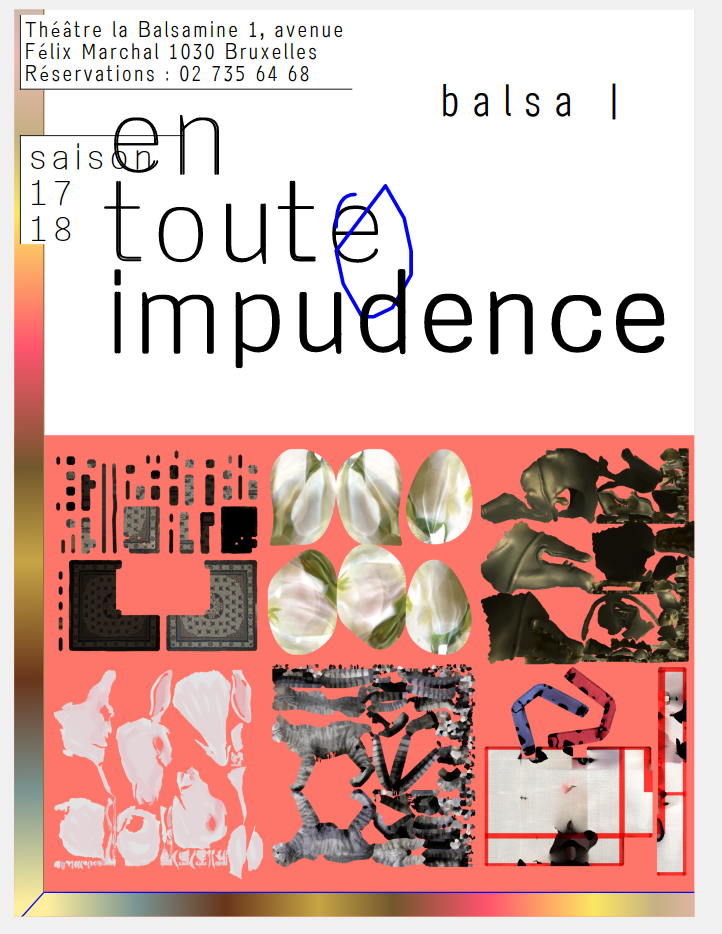 Théâtre la Balsamine 1, avenue
Félix Marchal 1030 Bruxelles
Réservations : 02 735 64 68
balsa |
en
saison
17
18
toute
impudence